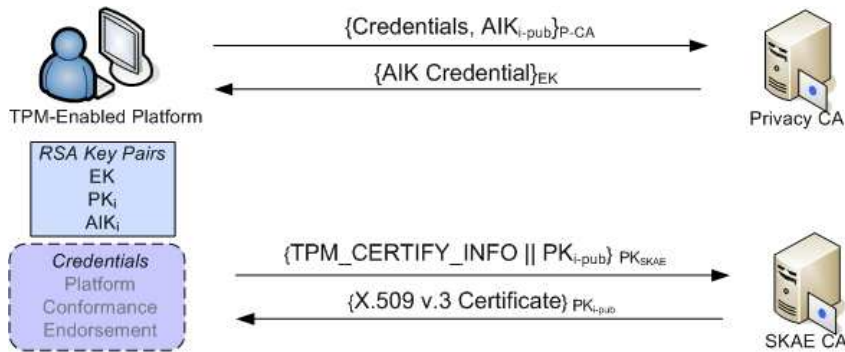 {Credentials, AIKi-pub}P-CA
{AIK Credential}EK
TPM-Enabled Platform
Privacy CA
RSA Key Pairs
EK
PKi
AIKi
{TPM_CERTIFY_INFO || PKi-pub} PKSKAE
Credentials
Platform
Conformance
Endorsement
{X.509 v.3 Certificate} PKi-pub
SKAE CA